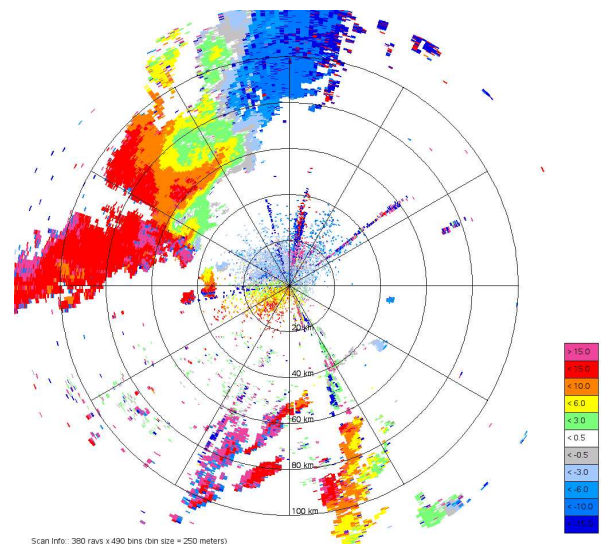 20 km
40 km
60 km
80 km
100 km
> 15.0
< 15.0
< 10.0
< 6.0
< 3.0
< 0.5
< -0.5
< -3.0
< -6.0
< -10.0
Scan Info:: 380 rays x 490 bins (bin size = 250 meters)